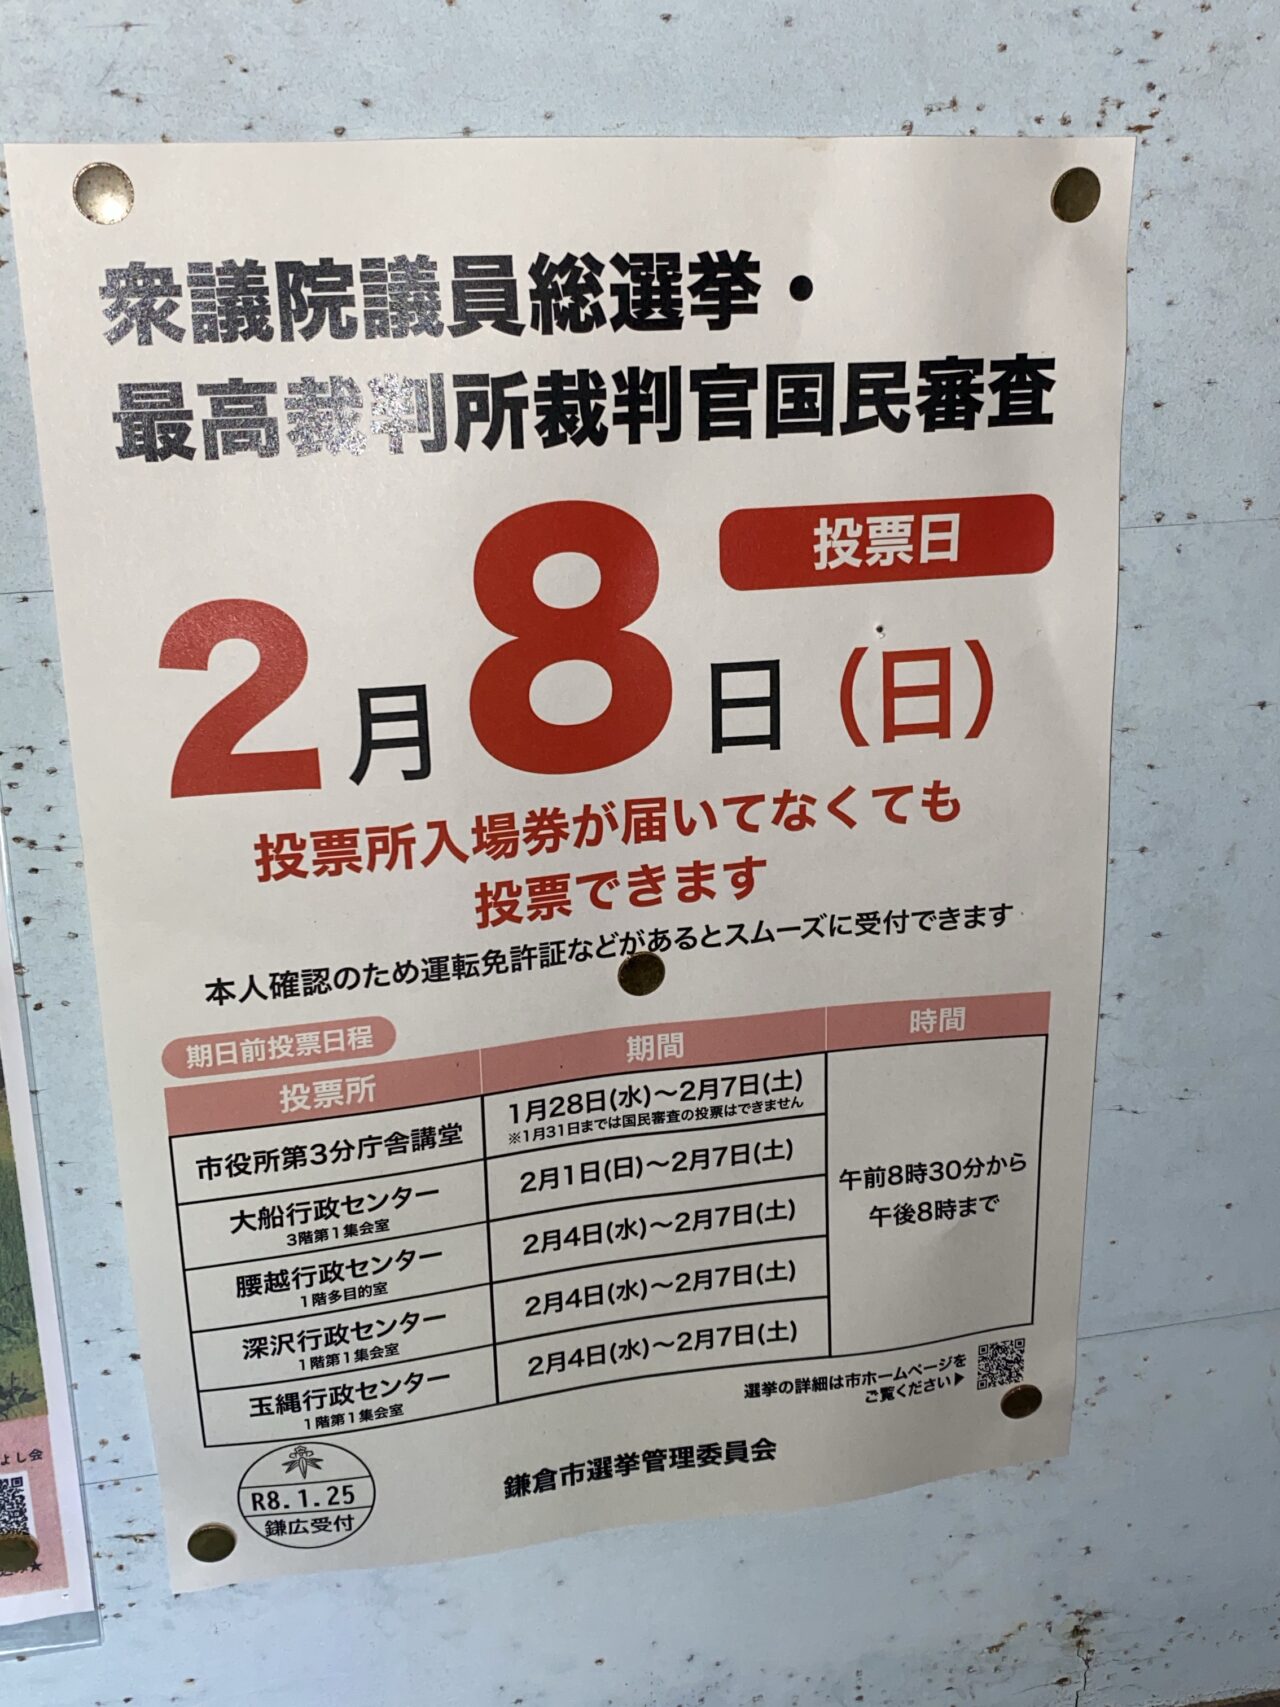 衆議院議員総選挙・
最高裁判所裁判官国民審査
投票日
2月8日(日)
投票所入場券が届いてなくても
投票できます
本人確認のため運転免許証などがあるとスムーズに受付できます
期日前投票日程
投票所 期間 時間
市役所第3分庁舎講堂 1月28日(水)～2月7日(土)
※1月31日までは国民審査の投票はできません
大船行政センター 2月1日(日)～2月7日(土)
3階第1集会室
腰越行政センター 2月4日(水)～2月7日(土)
1階多目的室
深沢行政センター 2月4日(水)～2月7日(土)
1階第1集会室
玉縄行政センター 2月4日(水)～2月7日(土)
1階第1集会室
午前8時30分から
午後8時まで
選挙の詳細は市ホームページを
ご覧ください▶
鎌倉市選挙管理委員会
R8.1.25
鎌広受付
よし会